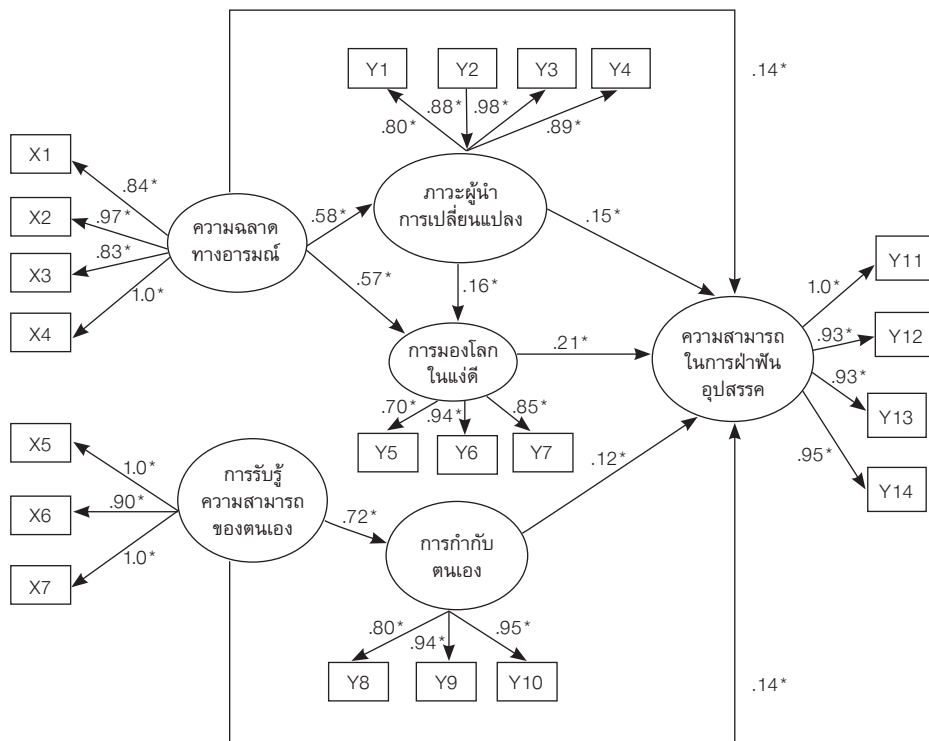 .14*
Y1
Y2
Y3
Y4
.80*
.88*
.98*
.89*
X1
X2
X3
X4
.84*
.97*
.83*
1.0*
ความฉลาด
ทางอารมณ์
.58*
.57*
ภาวะผู้นำ
การเปลี่ยนแปลง
.15*
.16*
การมองโลก
ในแง่ดี
.21*
.70*
.94*
.85*
Y5
Y6
Y7
ความสามารถ
ในการฝ่าฟัน
อุปสรรค
1.0*
.93*
.93*
.95*
Y11
Y12
Y13
Y14
X5
X6
X7
1.0*
.90*
1.0*
การรับรู้
ความสามารถ
ของตนเอง
.72*
.12*
การกำกับ
ตนเอง
.80*
.94*
.95*
Y8
Y9
Y10
.14*